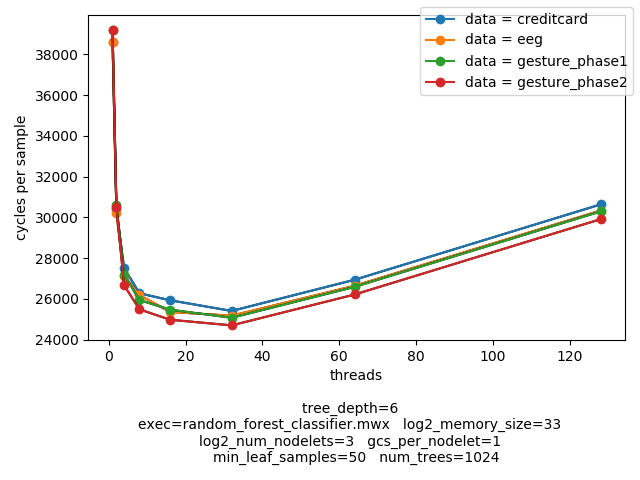 data = creditcard
data = eeg
data = gesture_phase1
data = gesture_phase2
38000
36000
34000
32000
30000
28000
26000
24000
cycles per sample
0 20 40 60 80 100 120
threads
tree_depth=6
exec=random_forest_classifier.mwx log2_memory_size=33
log2_num_nodelets=3 gcs_per_nodelet=1
min_leaf_samples=50 num_trees=1024